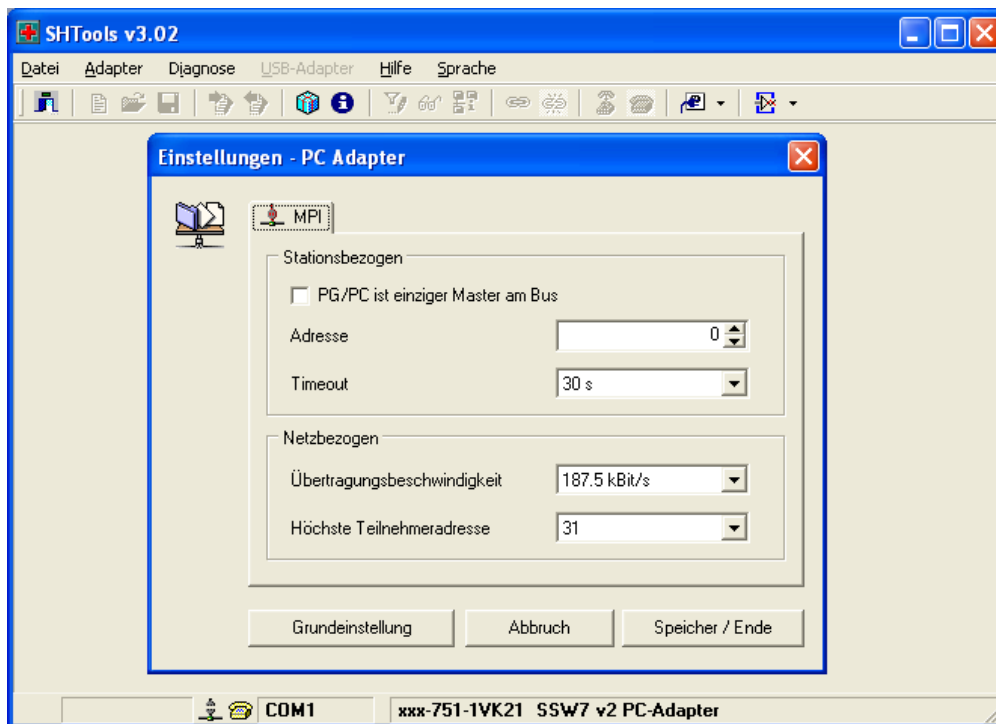 SHTools v3.02
Datei Adapter Diagnose USB-Adapter Hilfe Sprache
Einstellungen - PC Adapter
MPI
Stationsbezogen
PG/PC ist einziger Master am Bus
Adresse 0
Timeout 30 s
Netzbezogen
Übertragungsbeschwindigkeit 187.5 kBit/s
Höchste Teilnehmeradresse 31
Grundeinstellung Abbruch Speicher / Ende
COM1 xxx-751-1VK21 SSW7 v2 PC-Adapter